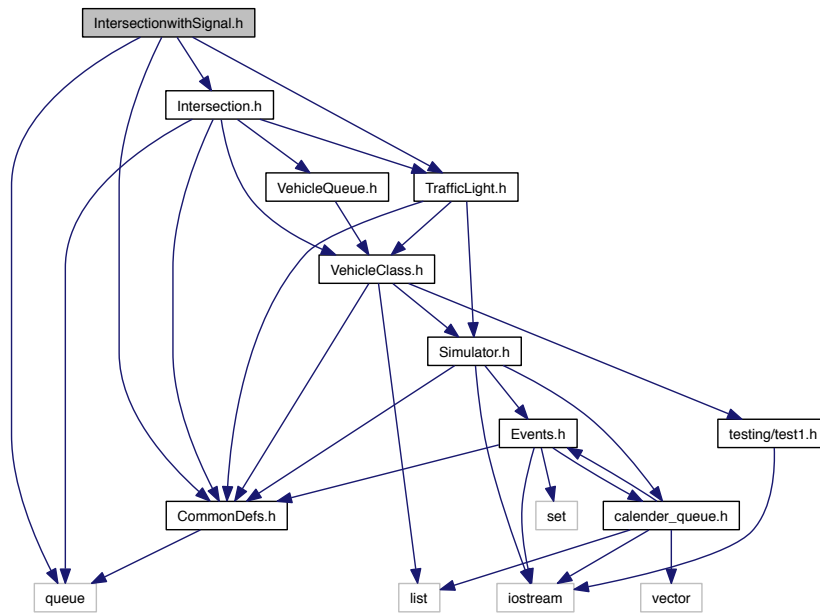 IntersectionwithSignal.h
Intersection.h
VehicleQueue.h
TrafficLight.h
VehicleClass.h
Simulator.h
Events.h
testing/test1.h
CommonDefs.h
set
calender_queue.h
queue
list
iostream
vector